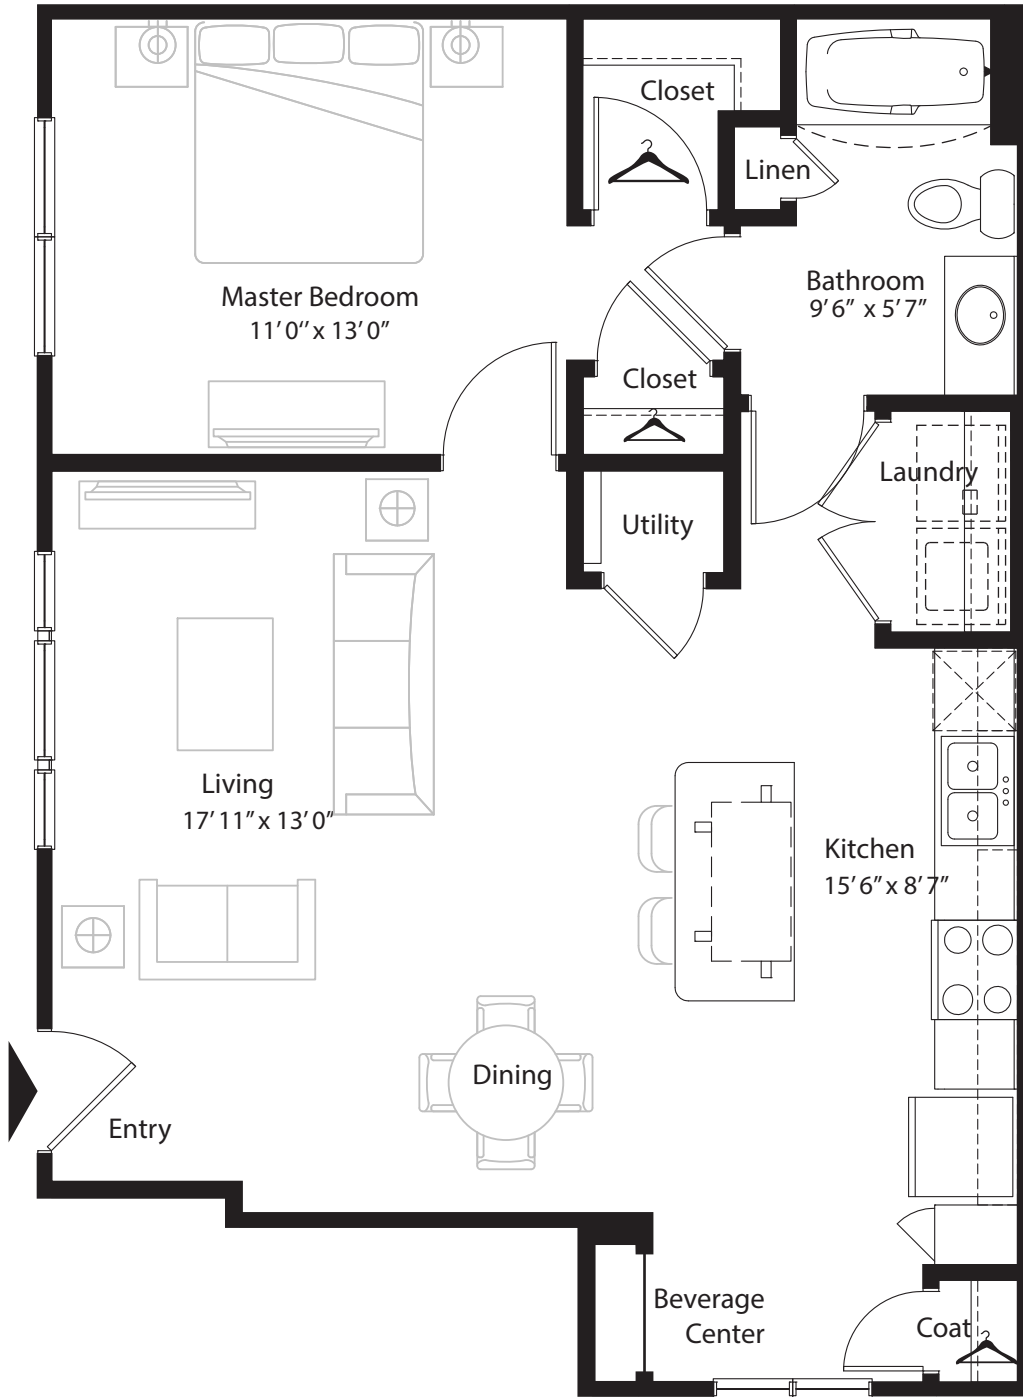 Closet
Linen
Master Bedroom
11'0'' x 13'0"
Bathroom
9'6" x 5'7"
Closet
Laundry
Utility
Living
17'11" x 13'0"
Kitchen
15'6" x 8'7"
Dining
Entry
Beverage
Center
Coat